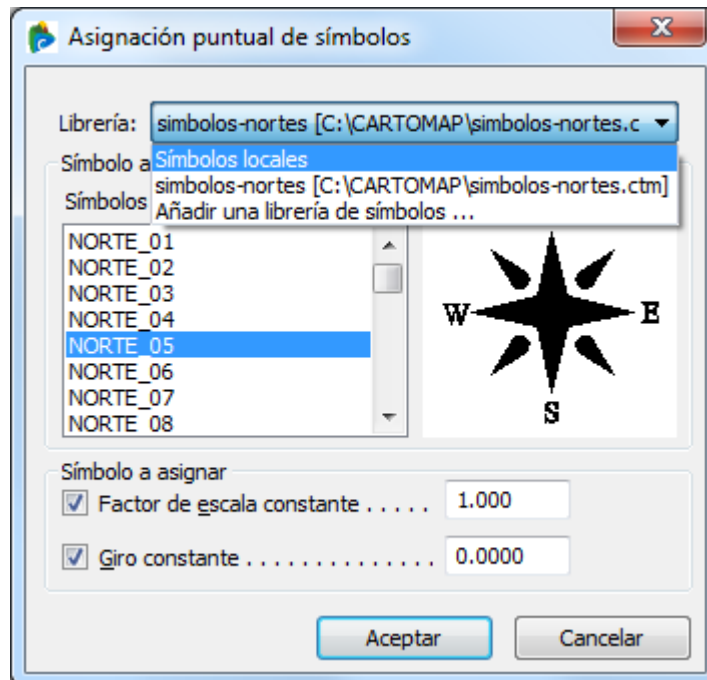 Asignación puntual de símbolos
Librería: simbolos-nortes [C:\CARTOMAP\simbolos-nortes.c
Símbolos locales
simbolos-nortes [C:\CARTOMAP\simbolos-nortes.ctm]
Añadir una librería de símbolos ...
Símbolo a
Símbolos
NORTE_01
NORTE_02
NORTE_03
NORTE_04
NORTE_05
NORTE_06
NORTE_07
NORTE_08
W E
S
Símbolo a asignar
Factor de escala constante . . . . . 1.000
Giro constante . . . . . . . . . . . . . . 0.0000
Aceptar Cancelar